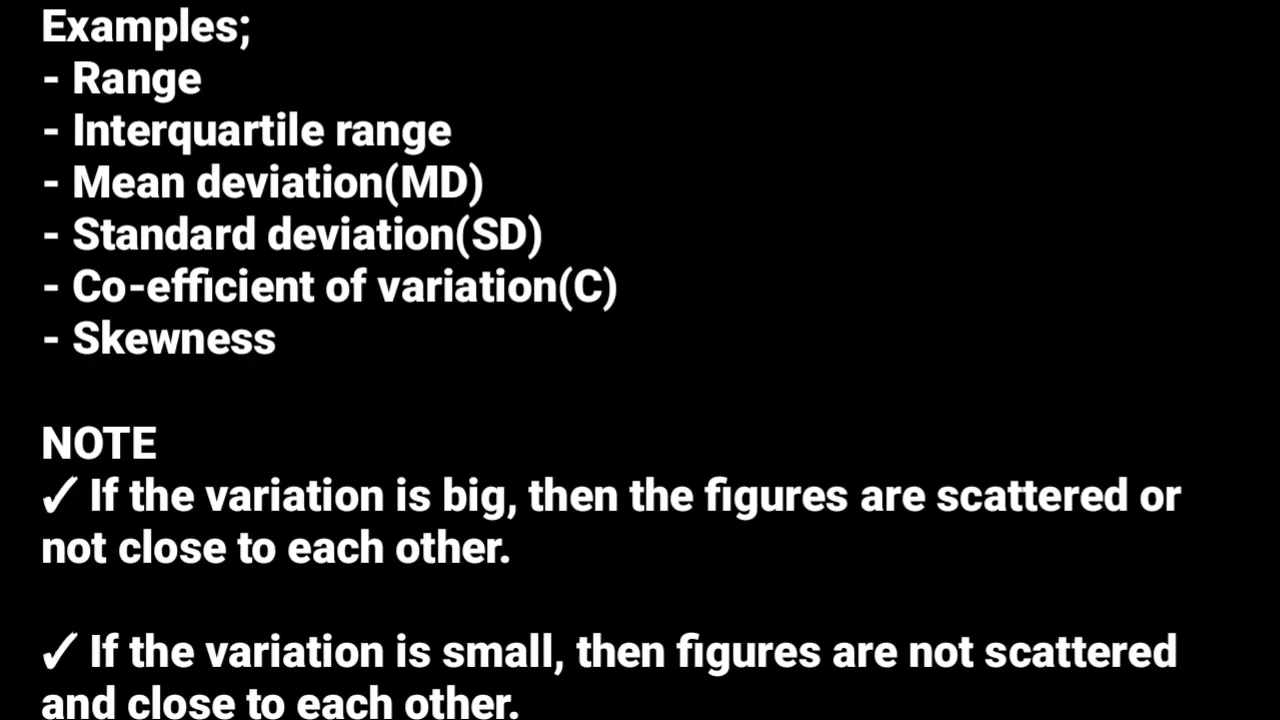 Examples;
- Range
- Interquartile range
- Mean deviation(MD)
- Standard deviation(SD)
- Co-efficient of variation(C)
- Skewness
NOTE
✓ If the variation is big, then the figures are scattered or
not close to each other.
✓ If the variation is small, then figures are not scattered
and close to each other.